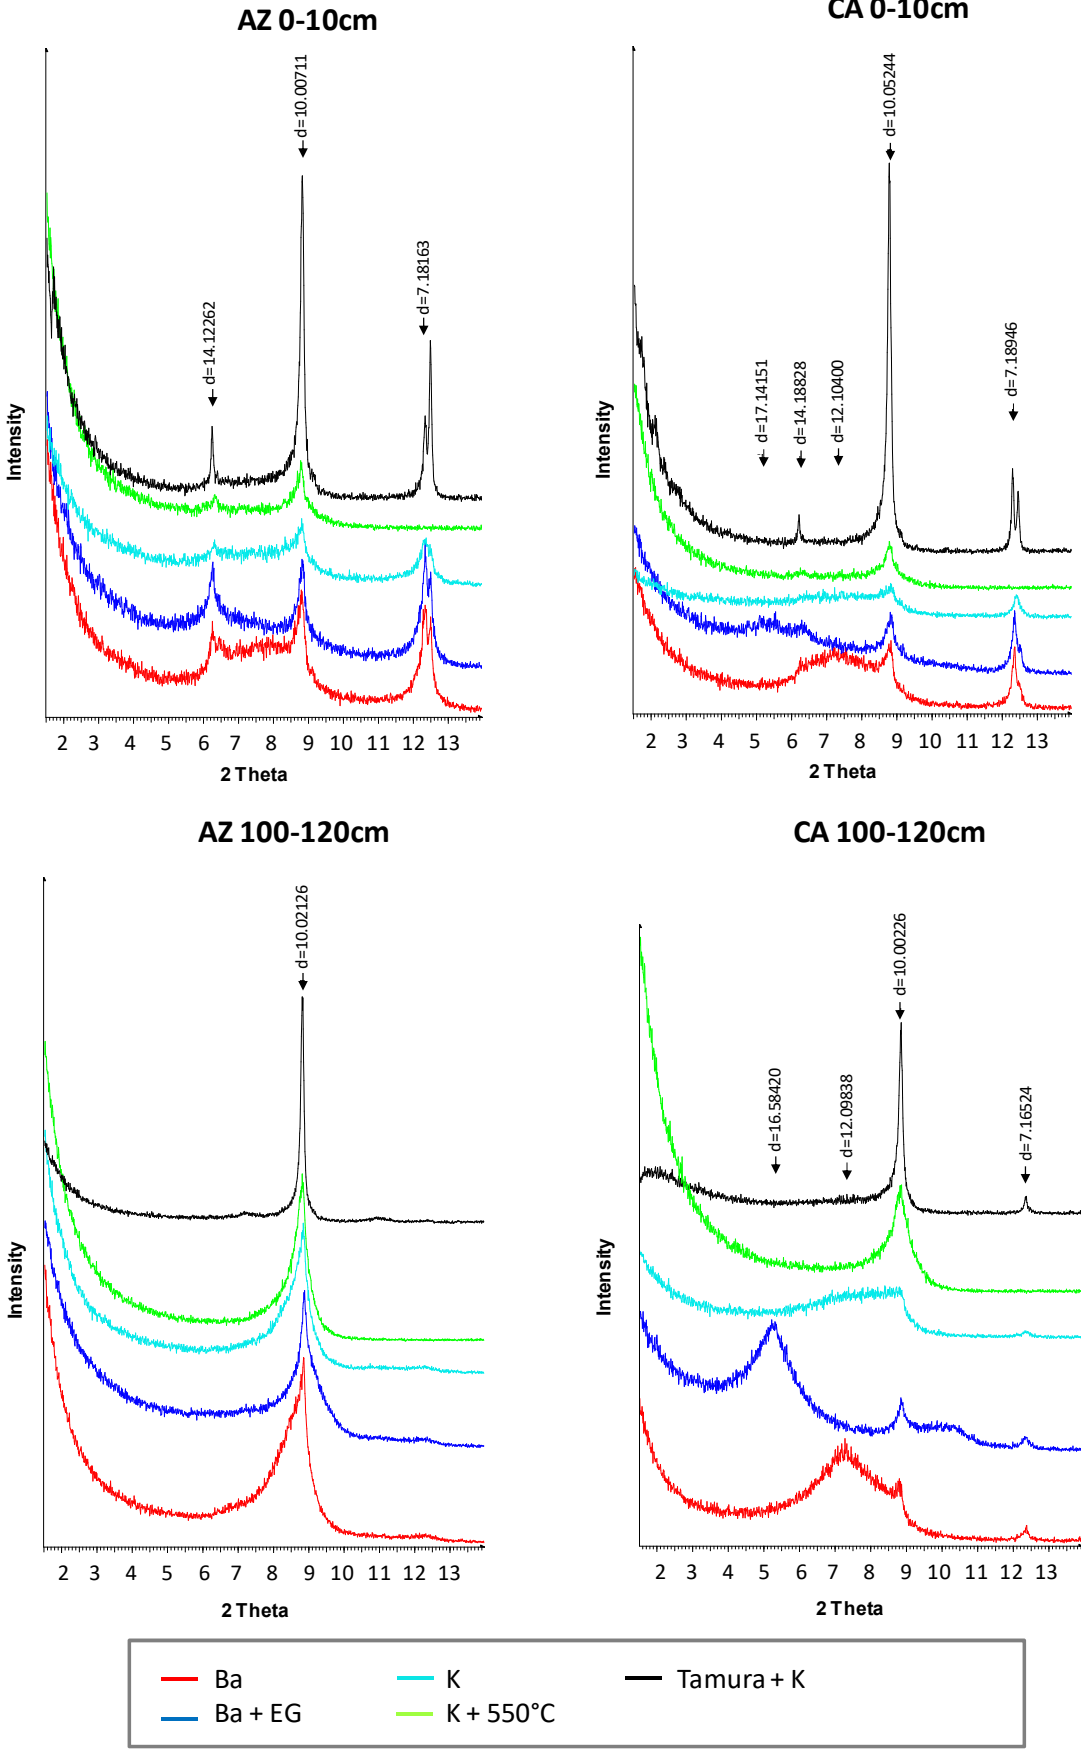 AZ 0-10cm
CA 0-10cm
d=10.00711
d=7.18163
d=14.12262
Intensity
2 3 4 5 6 7 8 9 10 11 12 13
2 Theta
d=10.05244
d=17.14151
d=14.18828
d=12.10400
d=7.18946
Intensity
2 3 4 5 6 7 8 9 10 11 12 13
2 Theta
AZ 100-120cm
CA 100-120cm
d=10.02126
Intensity
2 3 4 5 6 7 8 9 10 11 12 13
2 Theta
d=10.00226
d=16.58420
d=12.09838
d=7.16524
Intensity
2 3 4 5 6 7 8 9 10 11 12 13
2 Theta
Ba
K
Tamura + K
Ba + EG
K + 550°C